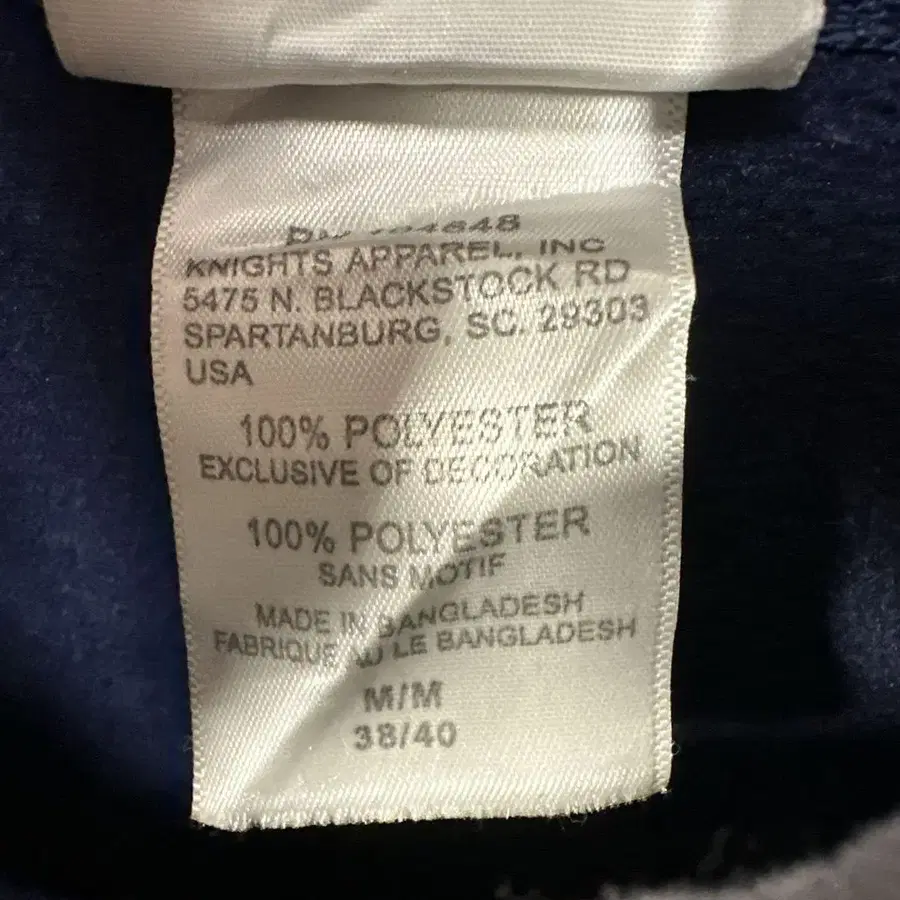 KNIGHTS APPAREL, INC
5475 N. BLACKSTOCK RD
SPARTANBURG, SC. 29303
USA
100% POLYESTER
EXCLUSIVE OF DECORATION
100% POLYESTER
SANS MOTIF
MADE IN BANGLADESH
FABRIQUE AU LE BANGLADESH
M/M
38/40